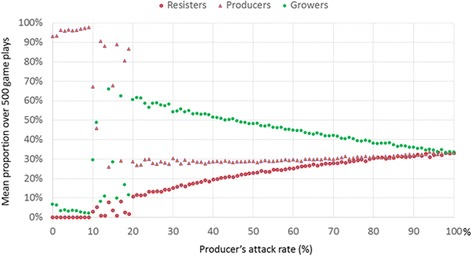 Resisters Producers Growers
Mean proportion over 500 game plays
100%
90%
80%
70%
60%
50%
40%
30%
20%
10%
0%
0 10 20 30 40 50 60 70 80 90 100 %
Producer's attack rate (%)